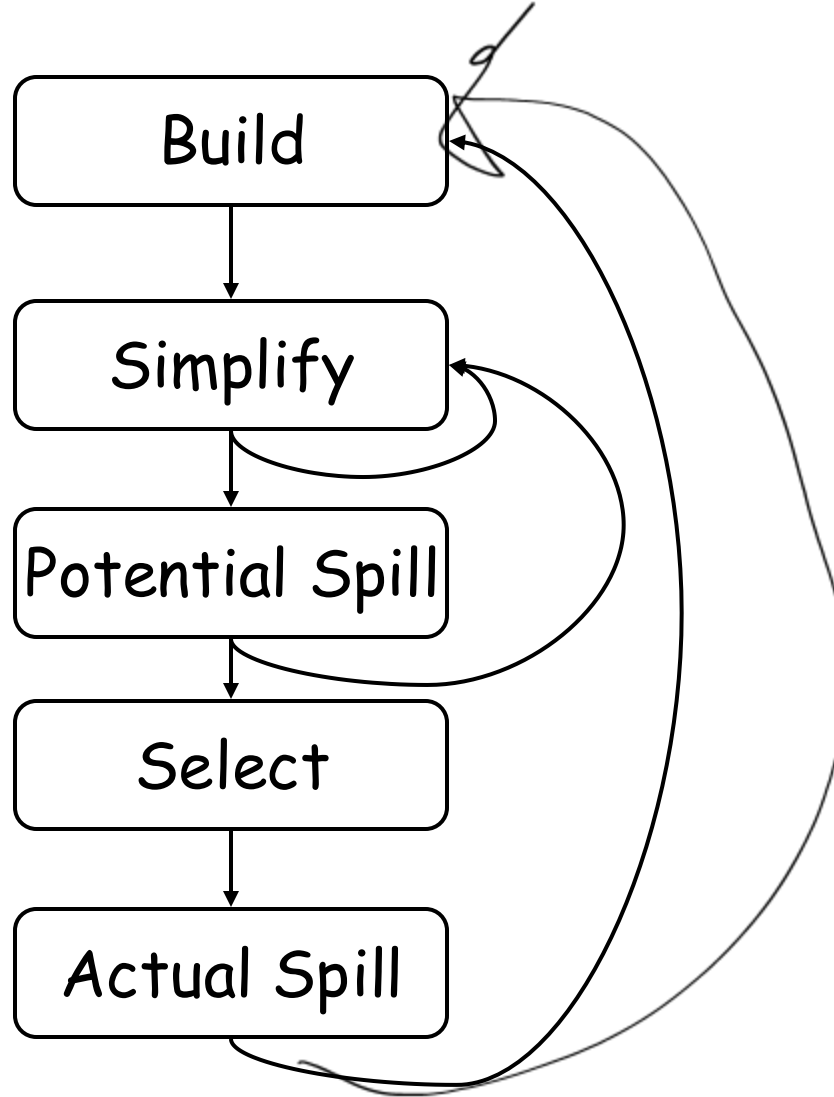 Build
Simplify
Potential Spill
Select
Actual Spill